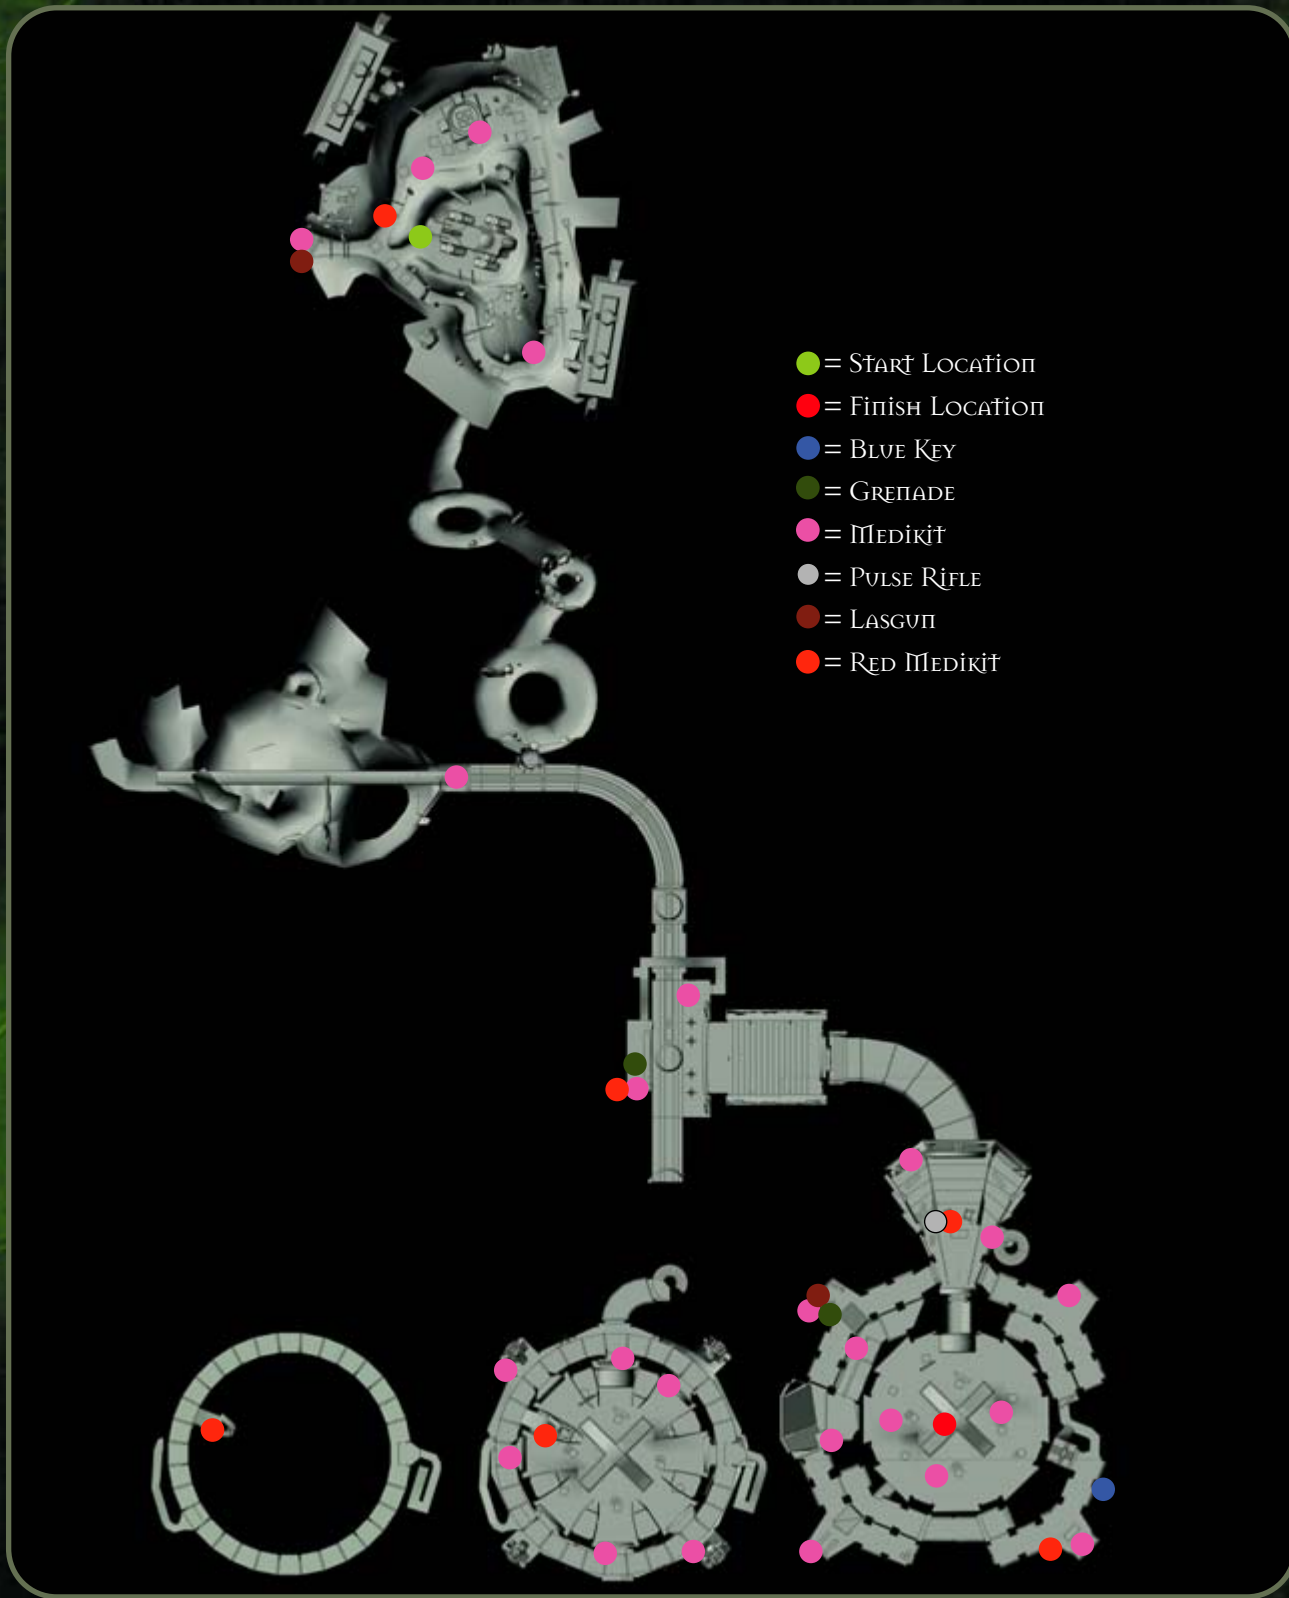 = Start Location
= Finish Location
= Blue Key
= Grenade
= Medikit
= Pulse Rifle
= Lasgun
= Red Medikit